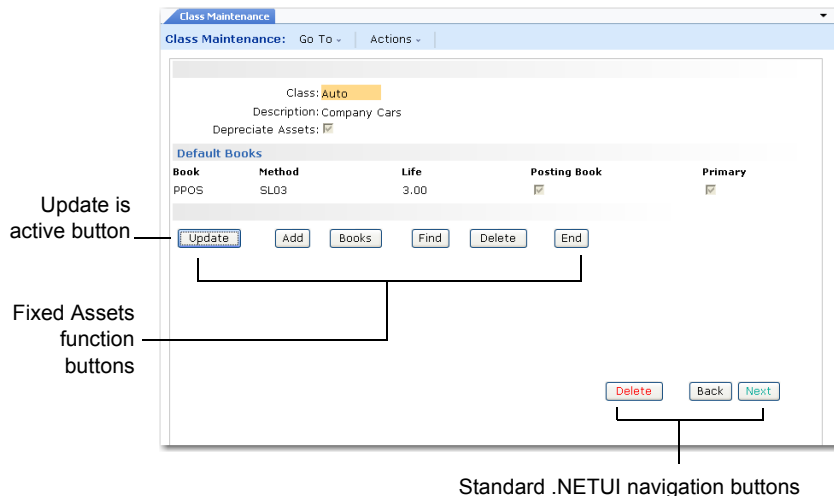 Class Maintenance
Class Maintenance: Go To Actions
Class: Auto
Description: Company Cars
Depreciate Assets:
Default Books
Book Method Life Posting Book Primary
PPOS SL03 3.00
Update is
active button
Update Add Books Find Delete End
Fixed Assets
function
buttons
Delete Back Next
Standard .NETUI navigation buttons